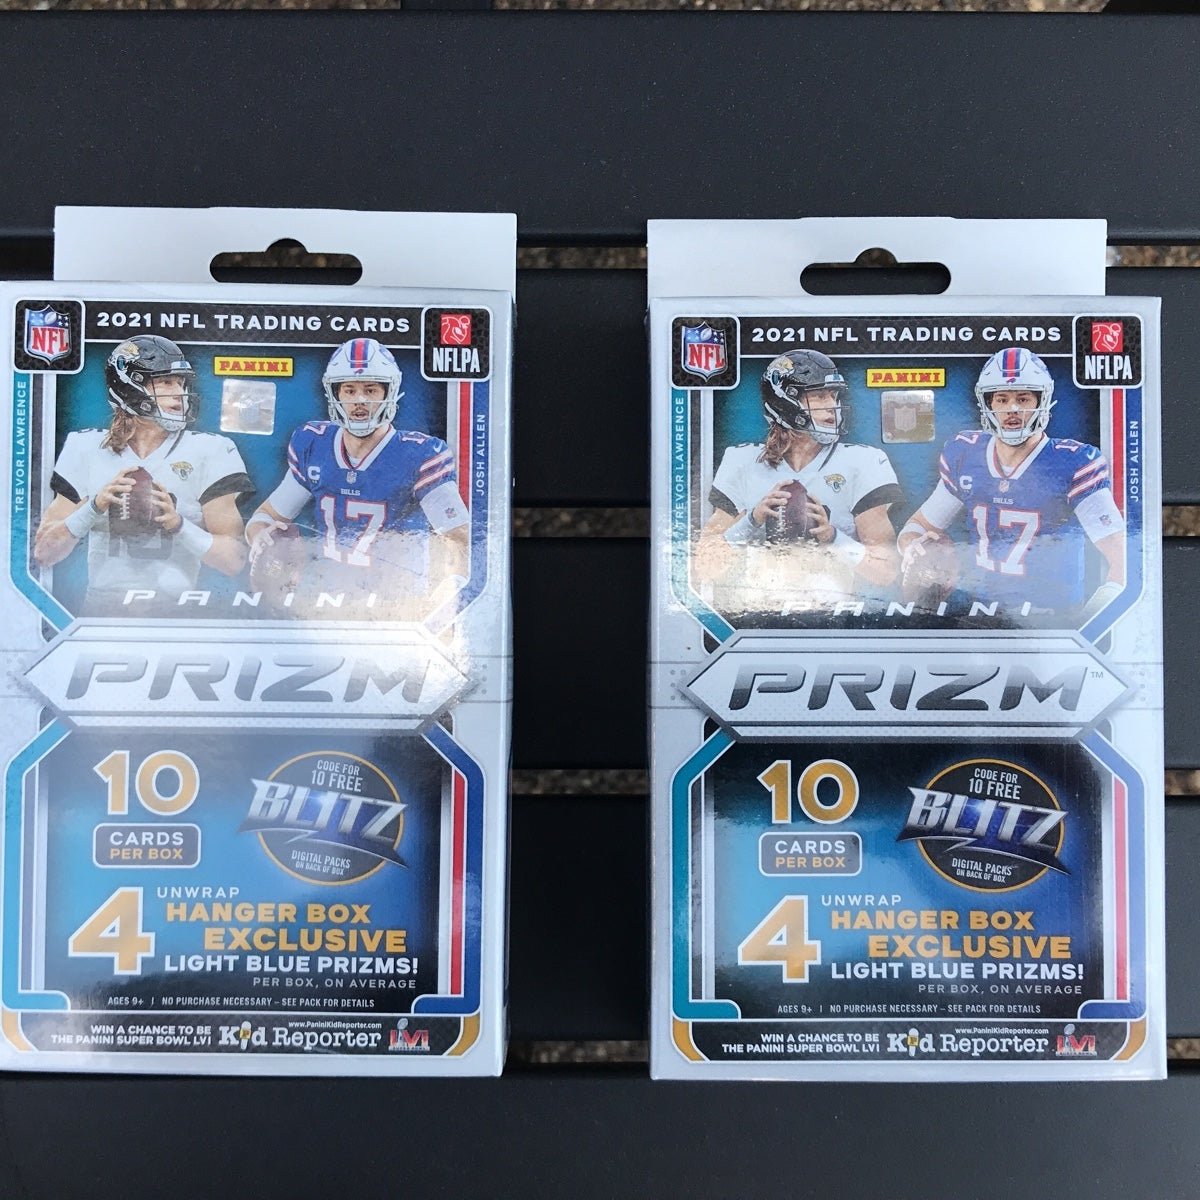 2021 NFL TRADING CARDS
NFL
NFLPA
PANINI
TREVOR LAWRENCE
JOSH ALLEN
C
BILLS
17
17
PANINI
PRIZM™
10
CARDS
PER BOX
CODE FOR
10 FREE
BLITZ
DIGITAL PACKS
ON BACK OF BOX
4
UNWRAP
HANGER BOX
EXCLUSIVE
LIGHT BLUE PRIZMS!
PER BOX, ON AVERAGE
AGES 9+ | NO PURCHASE NECESSARY – SEE PACK FOR DETAILS
WIN A CHANCE TO BE
THE PANINI SUPER BOWL LVI
www.PaniniKidReporter.com
Kid Reporter
LVI
2021 NFL TRADING CARDS
NFL
NFLPA
PANINI
TREVOR LAWRENCE
JOSH ALLEN
C
BILLS
17
17
PANINI
PRIZM™
10
CARDS
PER BOX
CODE FOR
10 FREE
BLITZ
DIGITAL PACKS
ON BACK OF BOX
4
UNWRAP
HANGER BOX
EXCLUSIVE
LIGHT BLUE PRIZMS!
PER BOX, ON AVERAGE
AGES 9+ | NO PURCHASE NECESSARY – SEE PACK FOR DETAILS
WIN A CHANCE TO BE
THE PANINI SUPER BOWL LVI
www.PaniniKidReporter.com
Kid Reporter
LVI